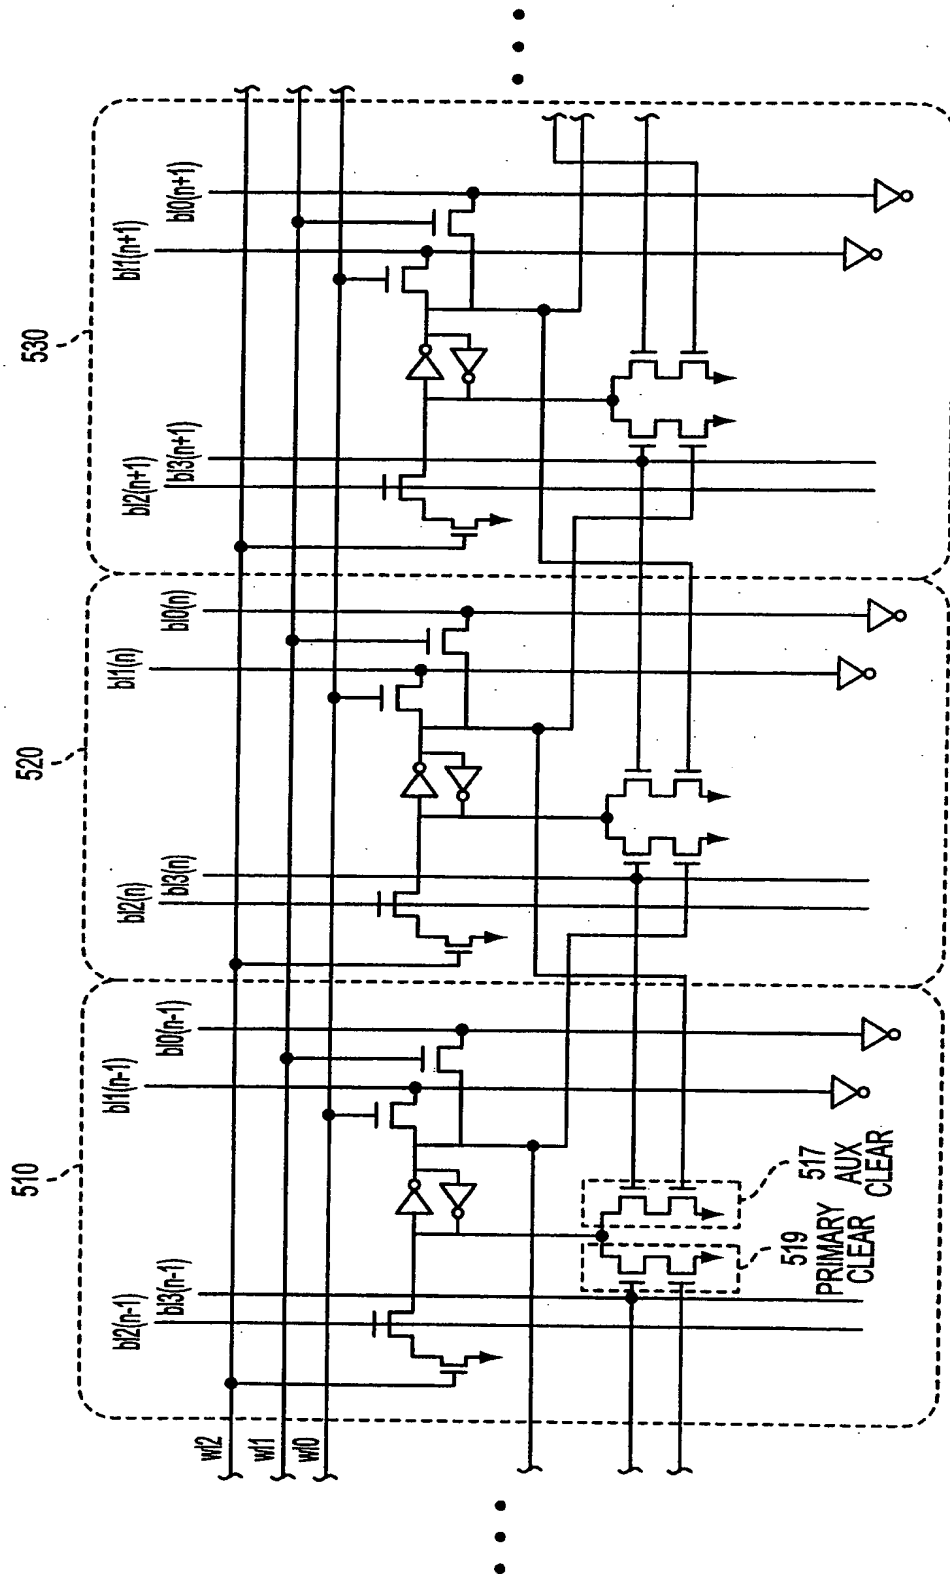 510
520
530
wl2
wl1
wl0
bl2(n-1)
bl3(n-1)
bl1(n-1)
bl0(n-1)
bl2(n)
bl3(n)
bl1(n)
bl0(n)
bl2(n+1)
bl3(n+1)
bl1(n+1)
bl0(n+1)
519
PRIMARY
CLEAR
517
AUX
CLEAR